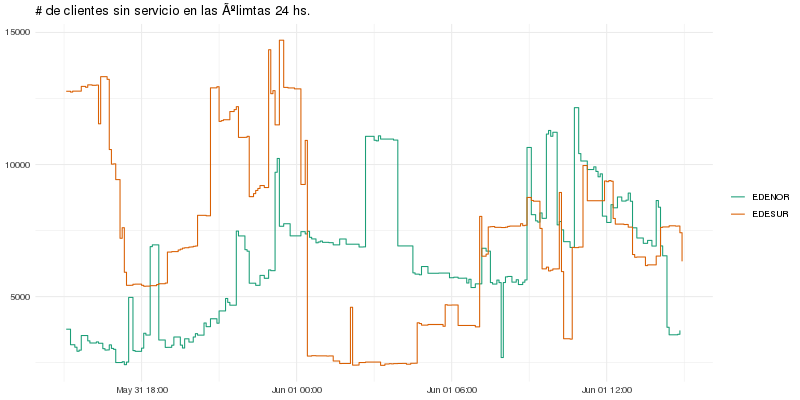 # de clientes sin servicio en las Ãºlimtas 24 hs.
15000
10000
5000
May 31 18:00 Jun 01 00:00 Jun 01 06:00 Jun 01 12:00
EDENOR
EDESUR